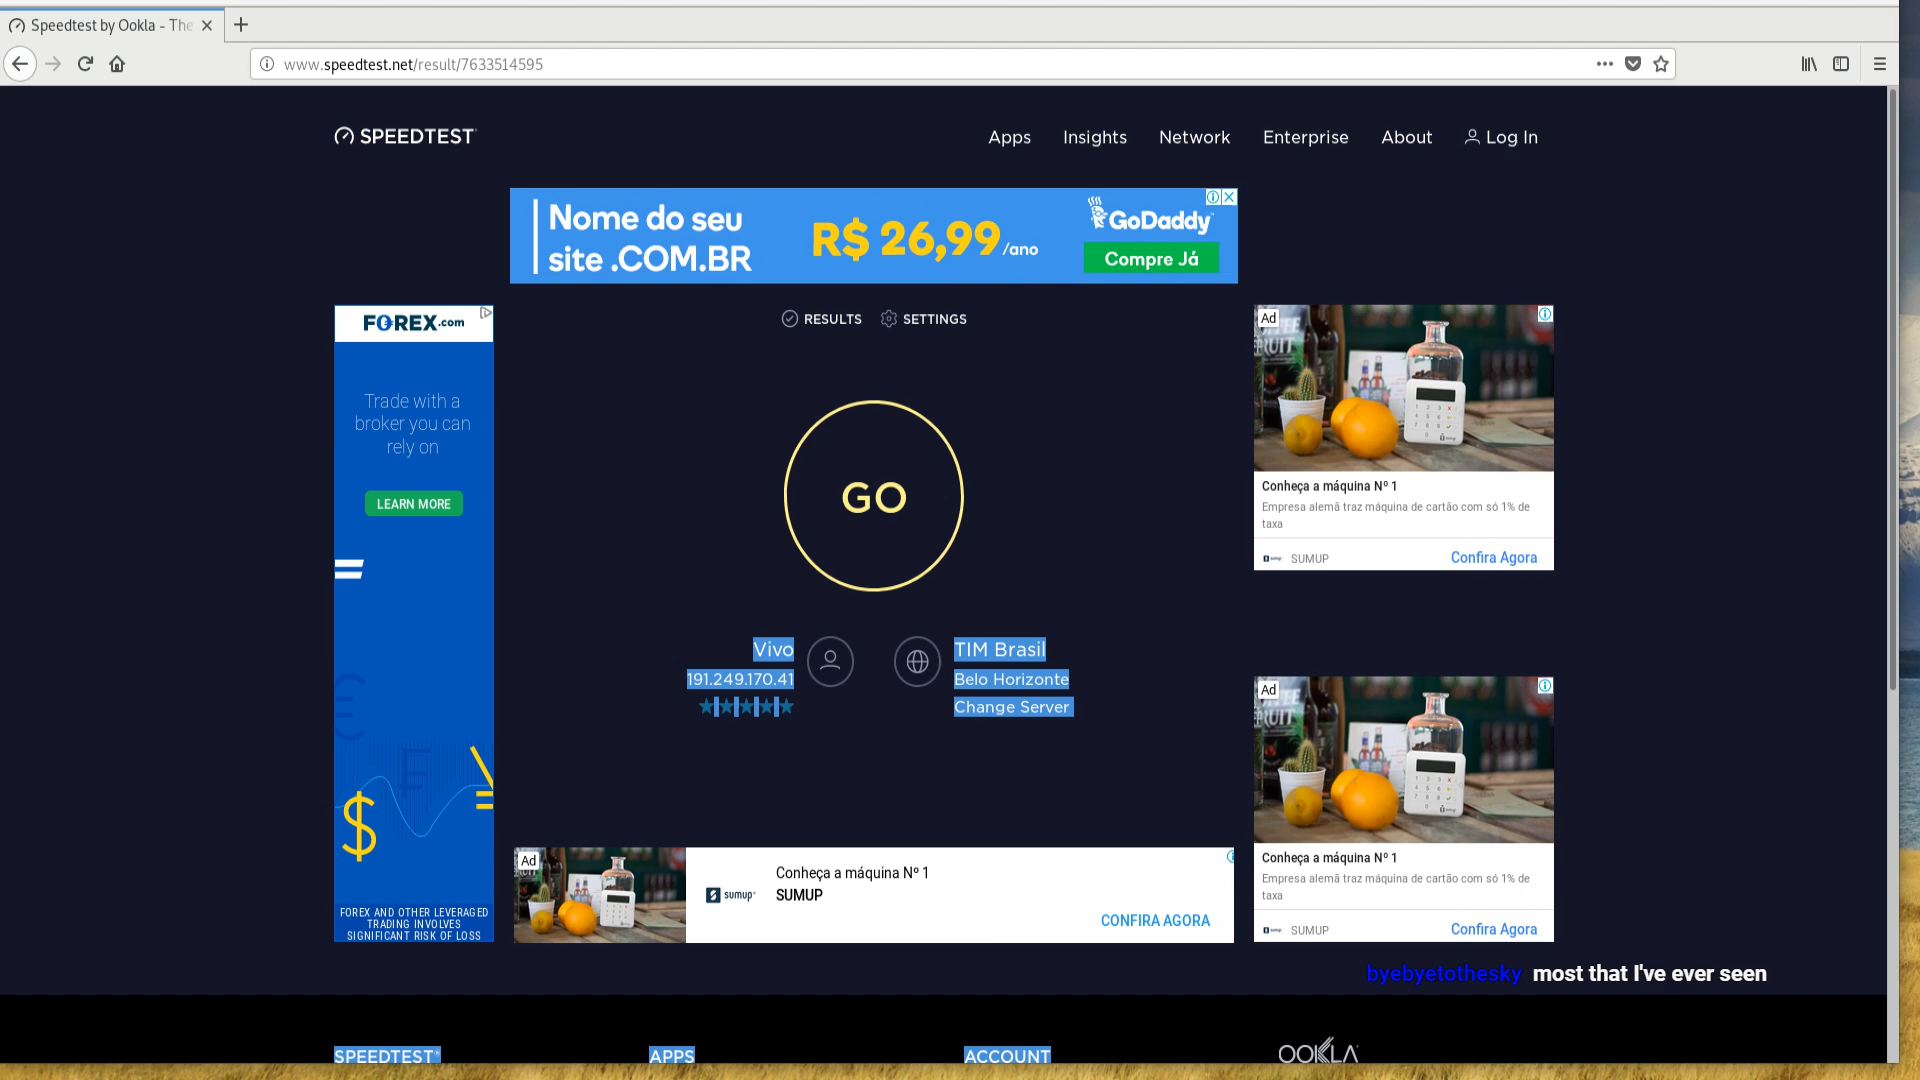 Speedtest by Ookla - The
www.speedtest.net/result/7633514595
SPEEDTEST
Apps
Insights
Network
Enterprise
About
Log In
Nome do seu
site .COM.BR
R$ 26,99/ano
GoDaddy
Compre Já
FOREX.com
Trade with a
broker you can
rely on
LEARN MORE
FOREX AND OTHER LEVERAGED
TRADING INVOLVES
SIGNIFICANT RISK OF LOSS
RESULTS
SETTINGS
GO
Vivo
191.249.170.41
TIM Brasil
Belo Horizonte
Change Server
Ad
Conheça a máquina Nº 1
Empresa alemã traz máquina de cartão com só 1% de
taxa
SUMUP
Confira Agora
Ad
Conheça a máquina Nº 1
Empresa alemã traz máquina de cartão com só 1% de
taxa
SUMUP
Confira Agora
Ad
sumup
Conheça a máquina Nº 1
SUMUP
CONFIRA AGORA
byebyetothesky most that I've ever seen
SPEEDTEST®
APPS
ACCOUNT
OOKLA